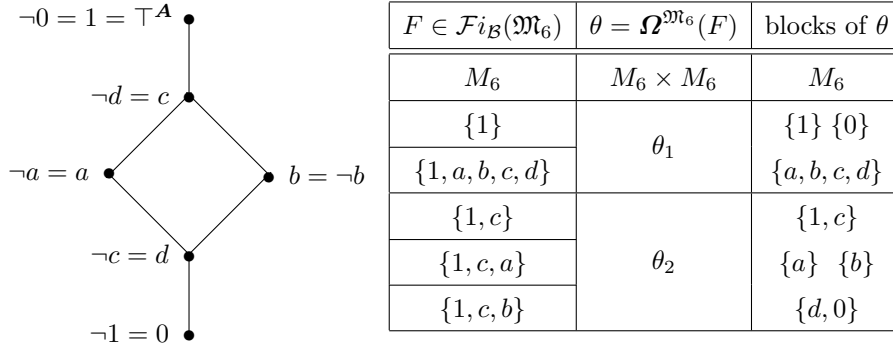 ¬0 = 1 = ⊤^𝑨
¬d = c
¬a = a
b = ¬b
¬c = d
¬1 = 0
F ∈ 𝓕i_𝓑(𝔐₆) θ = 𝜴^𝔐₆(F) blocks of θ
M₆ M₆ × M₆ M₆
{1} θ₁ {1} {0}
{1, a, b, c, d} {a, b, c, d}
{1, c} {1, c}
{1, c, a} θ₂ {a} {b}
{1, c, b} {d, 0}